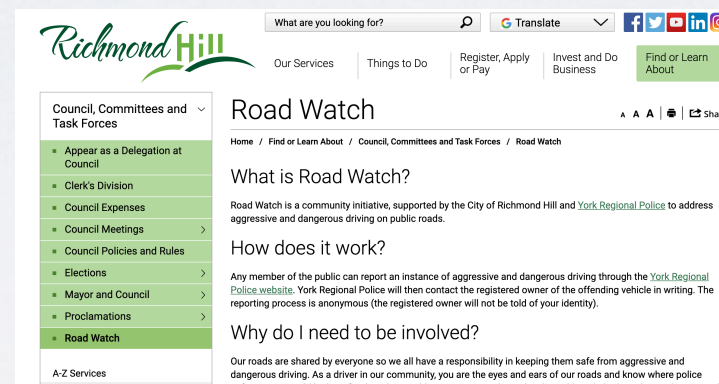 Richmond Hill
What are you looking for?
G Translate
Our Services
Things to Do
Register, Apply
or Pay
Invest and Do
Business
Find or Learn
About
Council, Committees and
Task Forces
Appear as a Delegation at
Council
Clerk's Division
Council Expenses
Council Meetings
Council Policies and Rules
Elections
Mayor and Council
Proclamations
Road Watch
A-Z Services
Road Watch
A A A | | Sha
Home / Find or Learn About / Council, Committees and Task Forces / Road Watch
What is Road Watch?
Road Watch is a community initiative, supported by the City of Richmond Hill and York Regional Police to address
aggressive and dangerous driving on public roads.
How does it work?
Any member of the public can report an instance of aggressive and dangerous driving through the York Regional
Police website. York Regional Police will then contact the registered owner of the offending vehicle in writing. The
reporting process is anonymous (the registered owner will not be told of your identity).
Why do I need to be involved?
Our roads are shared by everyone so we all have a responsibility in keeping them safe from aggressive and
dangerous driving. As a driver in our community, you are the eyes and ears of our roads and know where police